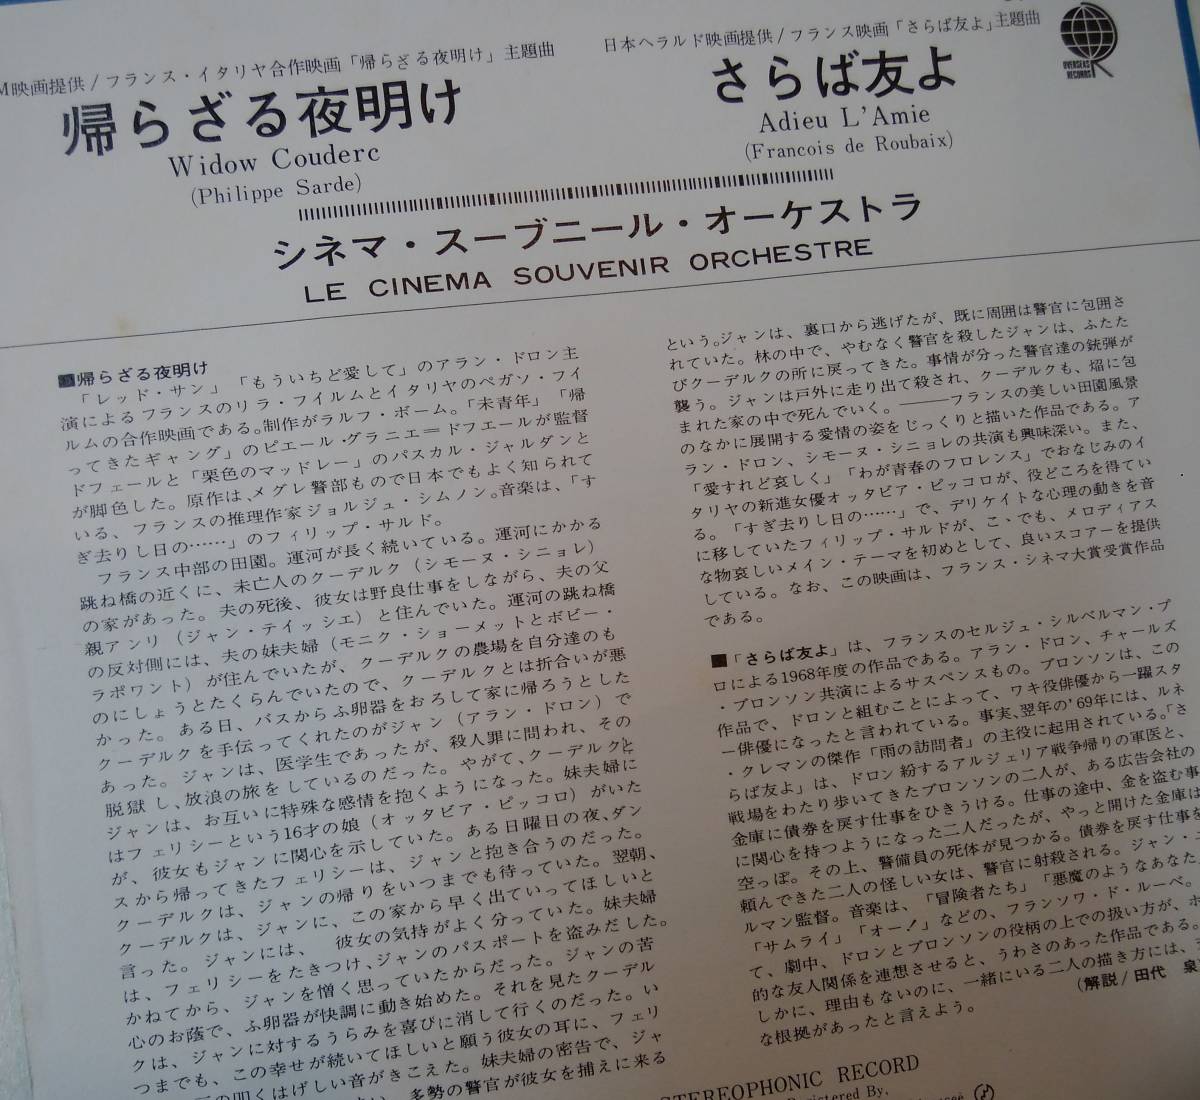 M映画提供/フランス・イタリヤ合作映画「帰らざる夜明け」主題曲
帰らざる夜明け
Widow Couderc
(Philippe Sarde)
日本ヘラルド映画提供/フランス映画「さらば友よ」主題曲
さらば友よ
Adieu L'Amie
(Francois de Roubaix)
OVERSEAS
RECORDS
シネマ・スーブニール・オーケストラ
LE CINEMA SOUVENIR ORCHESTRE
■帰らざる夜明け
「レッド・サン」「もういちど愛して」のアラン・ドロン主
演によるフランスのリラ・フイルムとイタリヤのペガソ・フイ
ルムの合作映画である。制作がラルフ・ボーム。「未青年」「帰
ってきたギャング」のピエール・グラニエ=ドフエールが監督
ドフェールと「栗色のマッドレー」のパスカル・ジャルダンと
が脚色した。原作は、メグレ警部もので日本でもよく知られて
いる、フランスの推理作家ジョルジュ・シムノン。音楽は、「す
ぎ去りし日の……」のフィリップ・サルド。
フランス中部の田園。運河が長く続いている。運河にかかる
跳ね橋の近くに、未亡人のクーデルク(シモーヌ・シニョレ)
の家があった。夫の死後、彼女は野良仕事をしながら、夫の父
親アンリ(ジャン・テイッシエ)と住んでいた。運河の跳ね橋
の反対側には、夫の妹夫婦(モニク・ショーメットとボビー・
ラポワント)が住んでいたが、クーデルクの農場を自分達のも
のにしょうとたくらんでいたので、クーデルクとは折合いが悪
かった。ある日、バスからふ卵器をおろして家に帰ろうとした
クーデルクを手伝ってくれたのがジャン(アラン・ドロン)で
あった。ジャンは、医学生であったが、殺人罪に問われ、その
脱獄し、放浪の旅をしているのだった。やがて、クーデルクと
ジャンは、お互いに特殊な感情を抱くようになった。妹夫婦に
はフェリシーという16才の娘(オッタビア・ピッコロ)がいた
が、彼女もジャンに関心を示していた。ある日曜日の夜、ダン
スから帰ってきたフェリシーは、ジャンと抱き合うのだった。
クーデルクは、ジャンの帰りをいつまでも待っていた。翌朝、
クーデルクは、ジャンに、この家から早く出ていってほしいと
言った。ジャンには、彼女の気持がよく分っていた。妹夫婦
は、フェリシーをたきつけ、ジャンのパスポートを盗みだした。
かねてから、ジャンを憎く思っていたからだった。ジャンの苦
心のお蔭で、ふ卵器が快調に動き始めた。それを見たクーデル
クは、ジャンに対するうらみを喜びに消して行くのだった。い
つまでも、この幸せが続いてほしいと願う彼女の耳に、フェリ
の叩くはげしい音がきこえた。妹夫婦の密告で、ジャ
多勢の警官が彼女を捕えに来る
という。ジャンは、裏口から逃げたが、既に周囲は警官に包囲さ
れていた。林の中で、やむなく警官を殺したジャンは、ふたた
びクーデルクの所に戻ってきた。事情が分った警官達の銃弾が
襲う。ジャンは戸外に走り出て殺され、クーデルクも、焔に包
まれた家の中で死んでいく。――フランスの美しい田園風景
のなかに展開する愛情の姿をじっくりと描いた作品である。ア
ラン・ドロン、シモーヌ・シニョレの共演も興味深い。また、
「愛すれど哀しく」「わが青春のフロレンス」でおなじみのイ
タリヤの新進女優オッタビア・ピッコロが、役どころを得てい
る。「すぎ去りし日の……」で、デリケイトな心理の動きを音
に移していたフィリップ・サルドが、こゝでも、メロディアス
な物哀しいメイン・テーマを初めとして、良いスコアーを提供
している。なお、この映画は、フランス・シネマ大賞受賞作品
である。
■「さらば友よ」は、フランスのセルジュ・シルベルマン・プ
ロによる1968年度の作品である。アラン・ドロン、チャールズ
・ブロンソン共演によるサスペンスもの。ブロンソンは、この
作品で、ドロンと組むことによって、ワキ役俳優から一躍スタ
ー俳優になったと言われている。事実、翌年の'69年には、ルネ
・クレマンの傑作「雨の訪問者」の主役に起用されている。「さ
らば友よ」は、ドロン紛するアルジェリア戦争帰りの軍医と、
戦場をわたり歩いてきたブロンソンの二人が、ある広告会社の
金庫に債券を戻す仕事をひきうける。仕事の途中、金を盗む事
に関心を持つようになった二人だったが、やっと開けた金庫は
空っぽ。その上、警備員の死体が見つかる。債券を戻す仕事を
頼んできた二人の怪しい女は、警官に射殺される。ジャン・
ルマン監督。音楽は、「冒険者たち」「悪魔のようなあなた」
「サムライ」「オー!」などの、フランソワ・ド・ルーベ。
て、劇中、ドロンとブロンソンの役柄の上での扱い方が、ホ
的な友人関係を連想させると、うわさのあった作品である。
しかに、理由もないのに、一緒にいる二人の描き方には、
な根拠があったと言えよう。
(解説/田代 泉
STEREOPHONIC RECORD
Registered By,